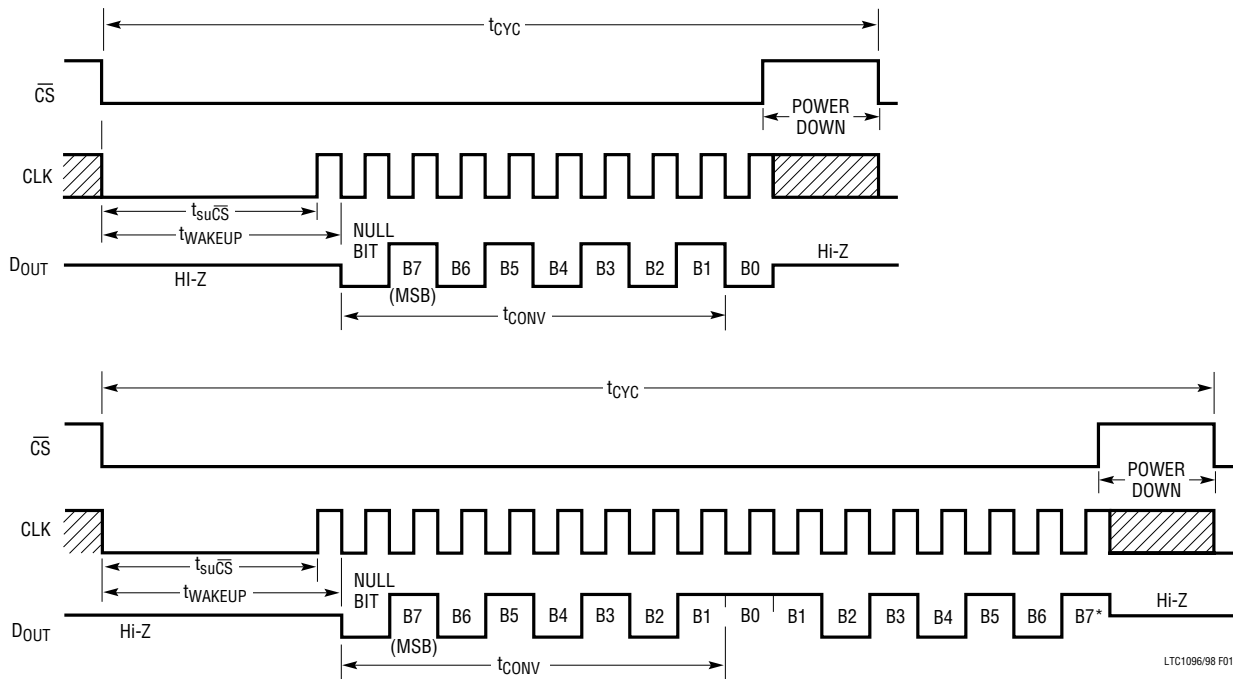 tCYC
CS
POWER
DOWN
CLK
tsuCS
tWAKEUP
NULL
BIT
DOUT
HI-Z
B7 B6 B5 B4 B3 B2 B1 B0
Hi-Z
(MSB)
tCONV
tCYC
CS
POWER
DOWN
CLK
tsuCS
tWAKEUP
NULL
BIT
DOUT
Hi-Z
B7 B6 B5 B4 B3 B2 B1 B0 B1 B2 B3 B4 B5 B6 B7*
Hi-Z
(MSB)
tCONV
LTC1096/98 F01